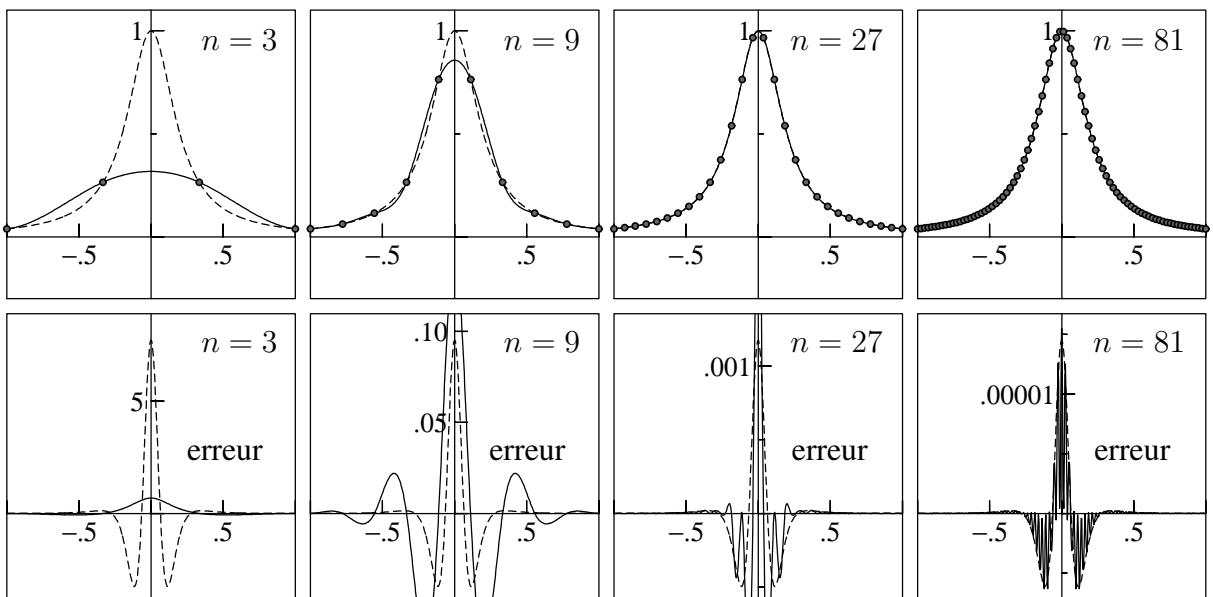 1 n = 3
−.5 .5
1 n = 9
−.5 .5
1 n = 27
−.5 .5
1 n = 81
−.5 .5
n = 3
5
erreur
−.5 .5
n = 9
.10
.05
erreur
−.5 .5
n = 27
.001
erreur
−.5 .5
n = 81
.00001
erreur
−.5 .5